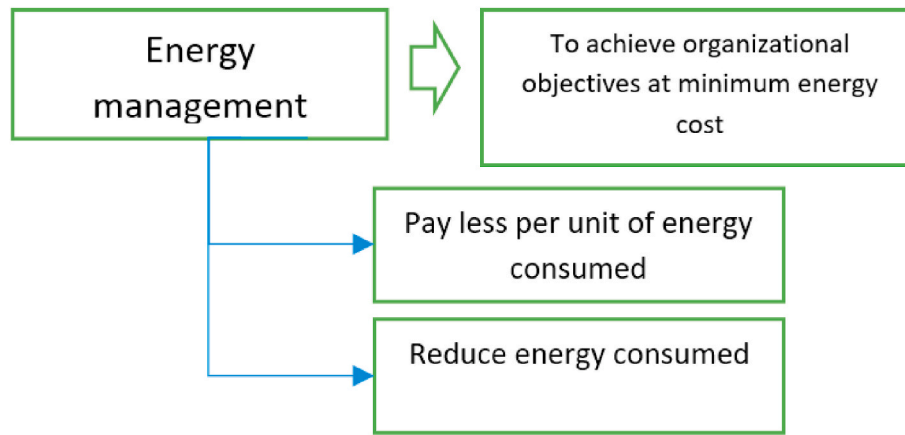 Energy
management
To achieve organizational
objectives at minimum energy
cost
Pay less per unit of energy
consumed
Reduce energy consumed